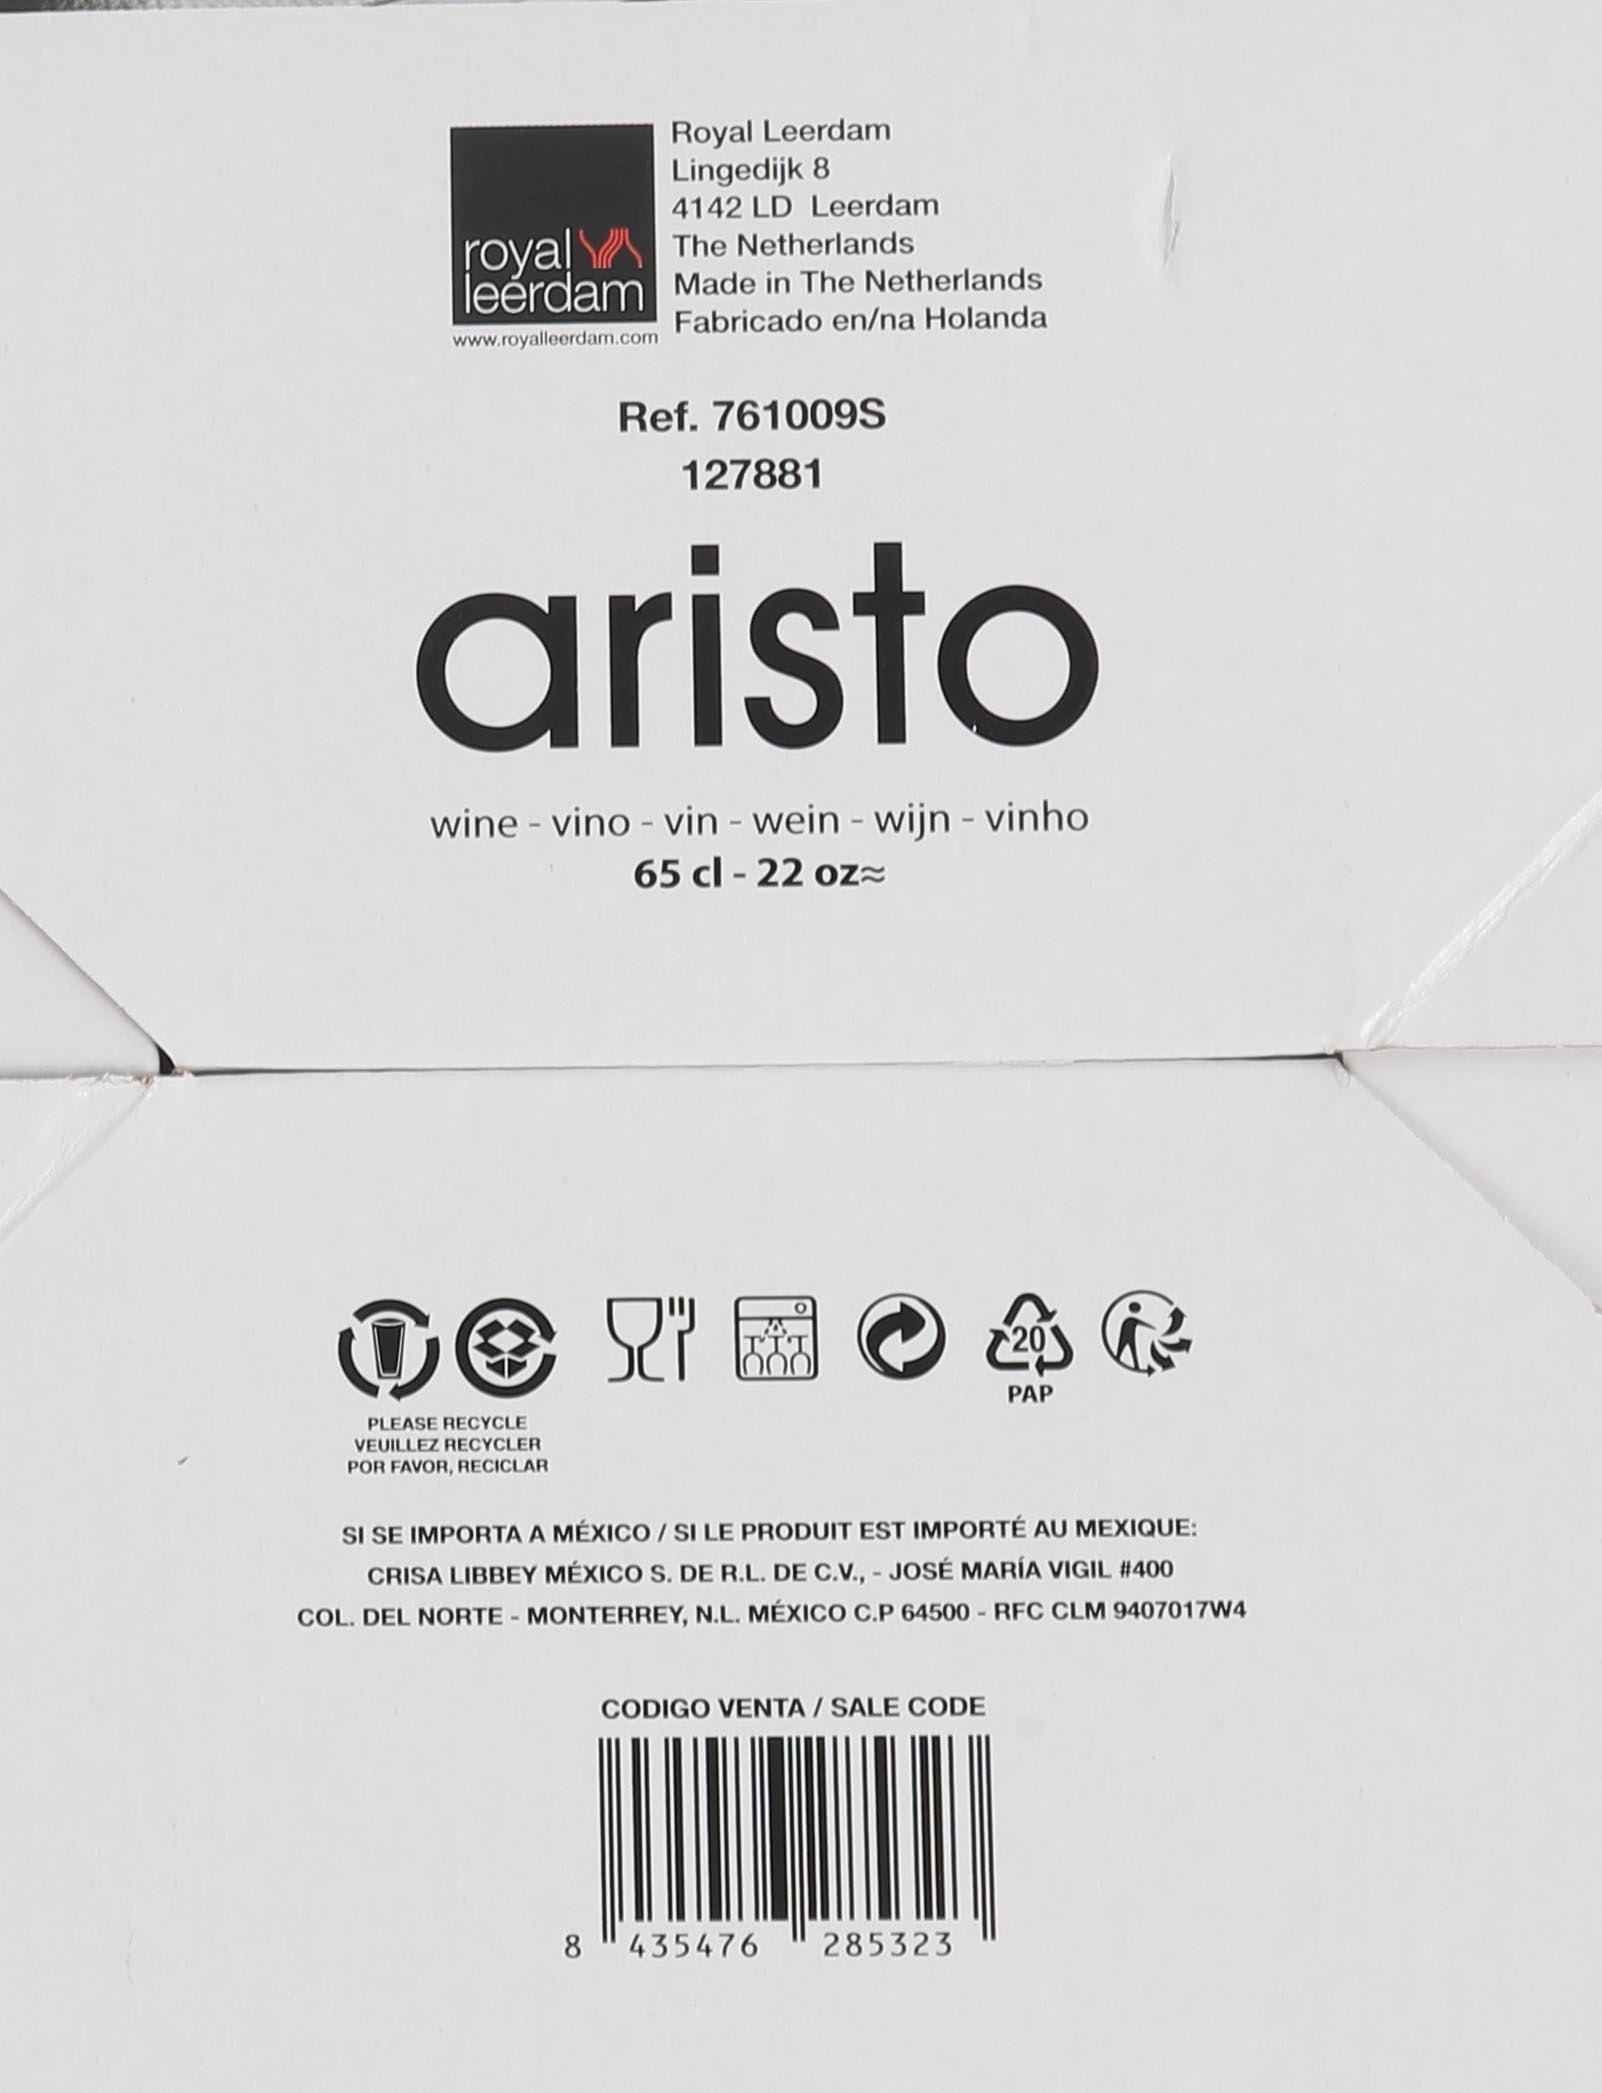 royal
leerdam
www.royalleerdam.com
Royal Leerdam
Lingedijk 8
4142 LD Leerdam
The Netherlands
Made in The Netherlands
Fabricado en/na Holanda
Ref. 761009S
127881
aristo
wine - vino - vin - wein - wijn - vinho
65 cl - 22 oz≈
20
PAP
PLEASE RECYCLE
VEUILLEZ RECYCLER
POR FAVOR, RECICLAR
SI SE IMPORTA A MÉXICO / SI LE PRODUIT EST IMPORTÉ AU MEXIQUE:
CRISA LIBBEY MÉXICO S. DE R.L. DE C.V., - JOSÉ MARÍA VIGIL #400
COL. DEL NORTE - MONTERREY, N.L. MÉXICO C.P 64500 - RFC CLM 9407017W4
CODIGO VENTA / SALE CODE
8 435476 285323